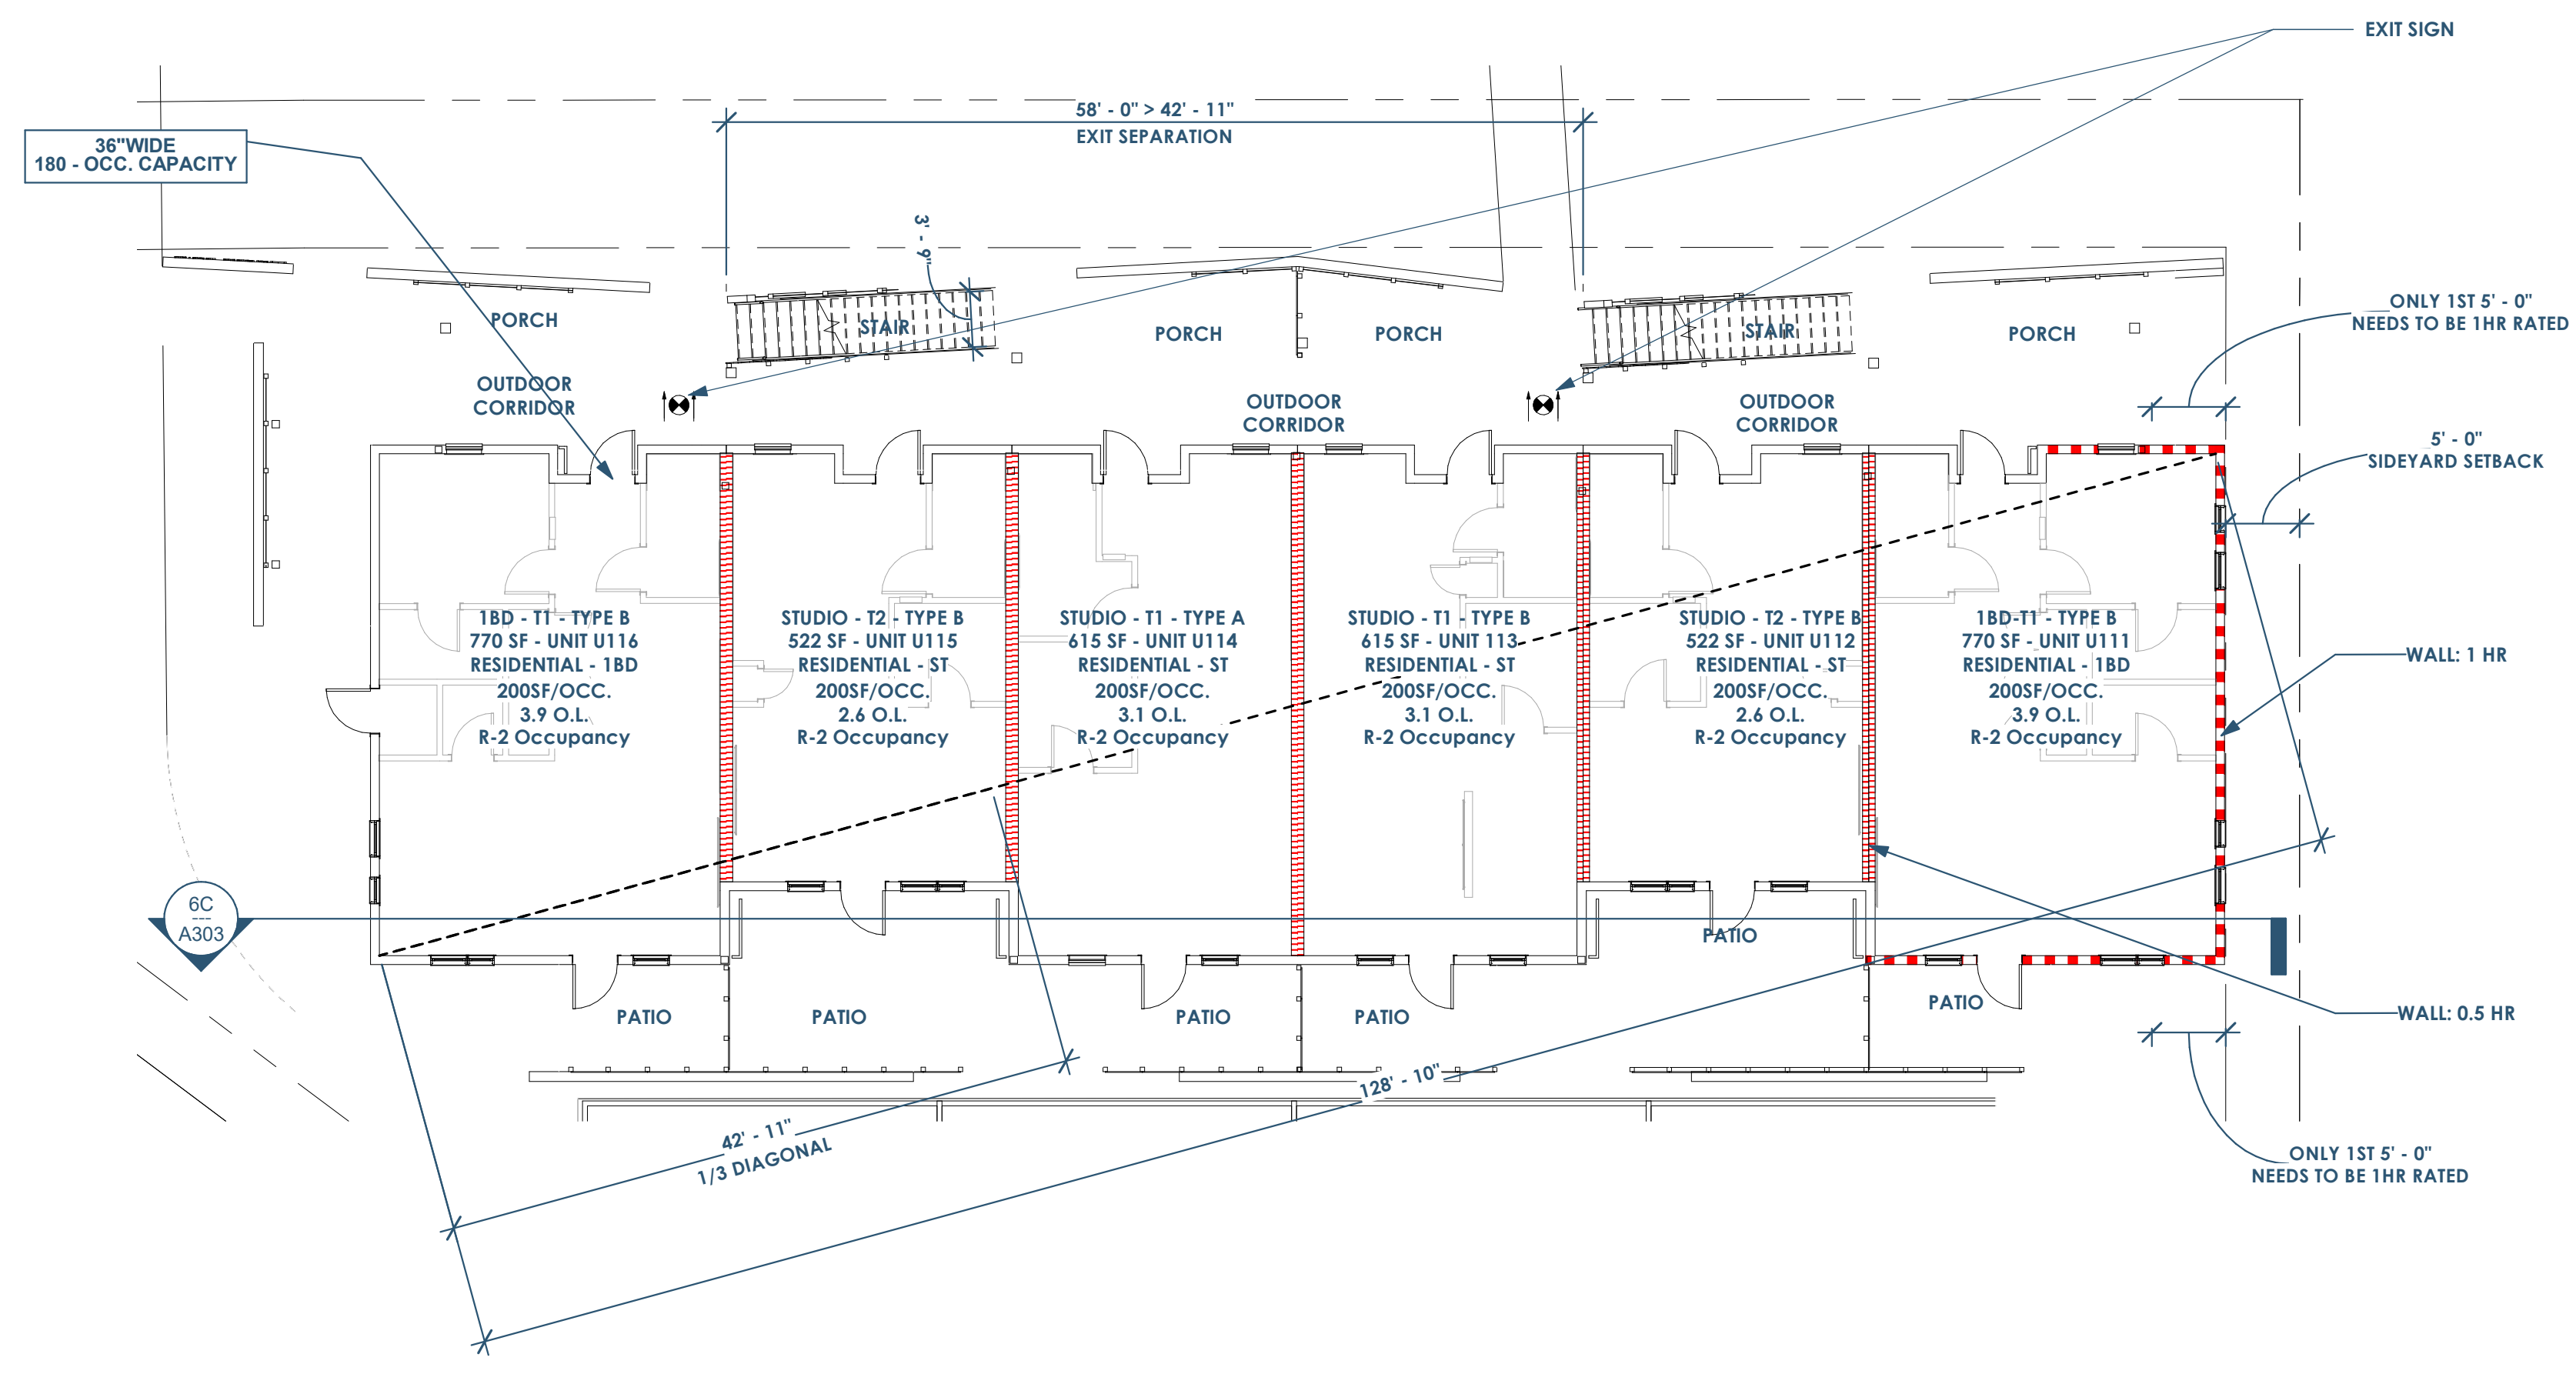 EXIT SIGN
58' - 0" > 42' - 11"
EXIT SEPARATION
36"WIDE
180 - OCC. CAPACITY
3' - 9"
ONLY 1ST 5' - 0"
NEEDS TO BE 1HR RATED
PORCH
STAIR
PORCH
PORCH
STAIR
PORCH
OUTDOOR
CORRIDOR
OUTDOOR
CORRIDOR
OUTDOOR
CORRIDOR
5' - 0"
SIDEYARD SETBACK
1BD - T1 - TYPE B
770 SF - UNIT U116
RESIDENTIAL - 1BD
200SF/OCC.
3.9 O.L.
R-2 Occupancy
STUDIO - T2 - TYPE B
522 SF - UNIT U115
RESIDENTIAL - ST
200SF/OCC.
2.6 O.L.
R-2 Occupancy
STUDIO - T1 - TYPE A
615 SF - UNIT U114
RESIDENTIAL - ST
200SF/OCC.
3.1 O.L.
R-2 Occupancy
STUDIO - T1 - TYPE B
615 SF - UNIT 113
RESIDENTIAL - ST
200SF/OCC.
3.1 O.L.
R-2 Occupancy
STUDIO - T2 - TYPE B
522 SF - UNIT U112
RESIDENTIAL - ST
200SF/OCC.
2.6 O.L.
R-2 Occupancy
1BD-T1 - TYPE B
770 SF - UNIT U111
RESIDENTIAL - 1BD
200SF/OCC.
3.9 O.L.
R-2 Occupancy
WALL: 1 HR
6C
---
A303
PATIO
PATIO
PATIO
PATIO
PATIO
PATIO
WALL: 0.5 HR
128' - 10"
42' - 11"
1/3 DIAGONAL
ONLY 1ST 5' - 0"
NEEDS TO BE 1HR RATED